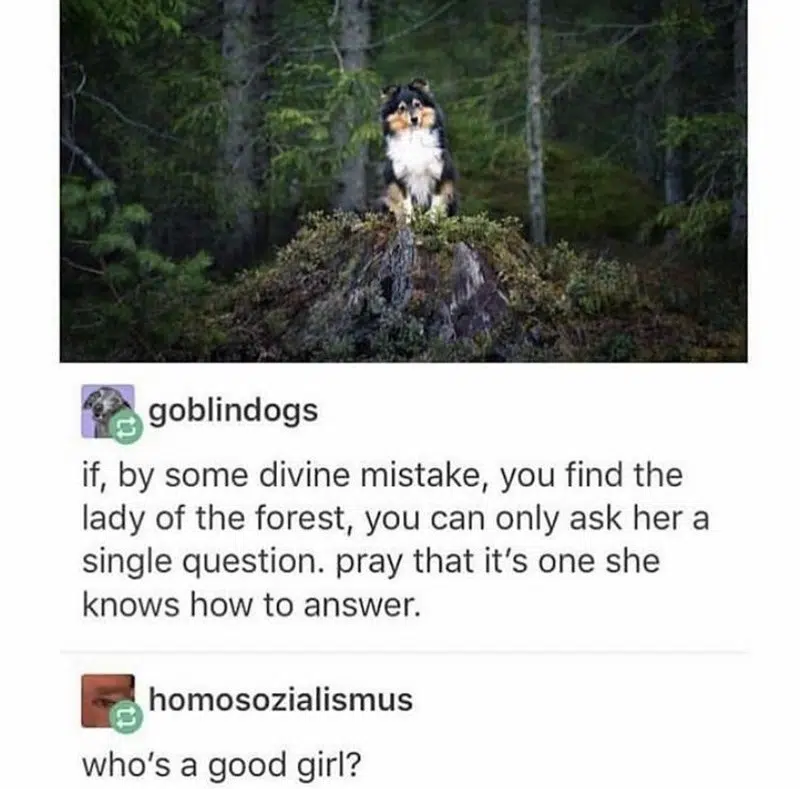 goblindogs
if, by some divine mistake, you find the
lady of the forest, you can only ask her a
single question. pray that it's one she
knows how to answer.
homosozialismus
who's a good girl?